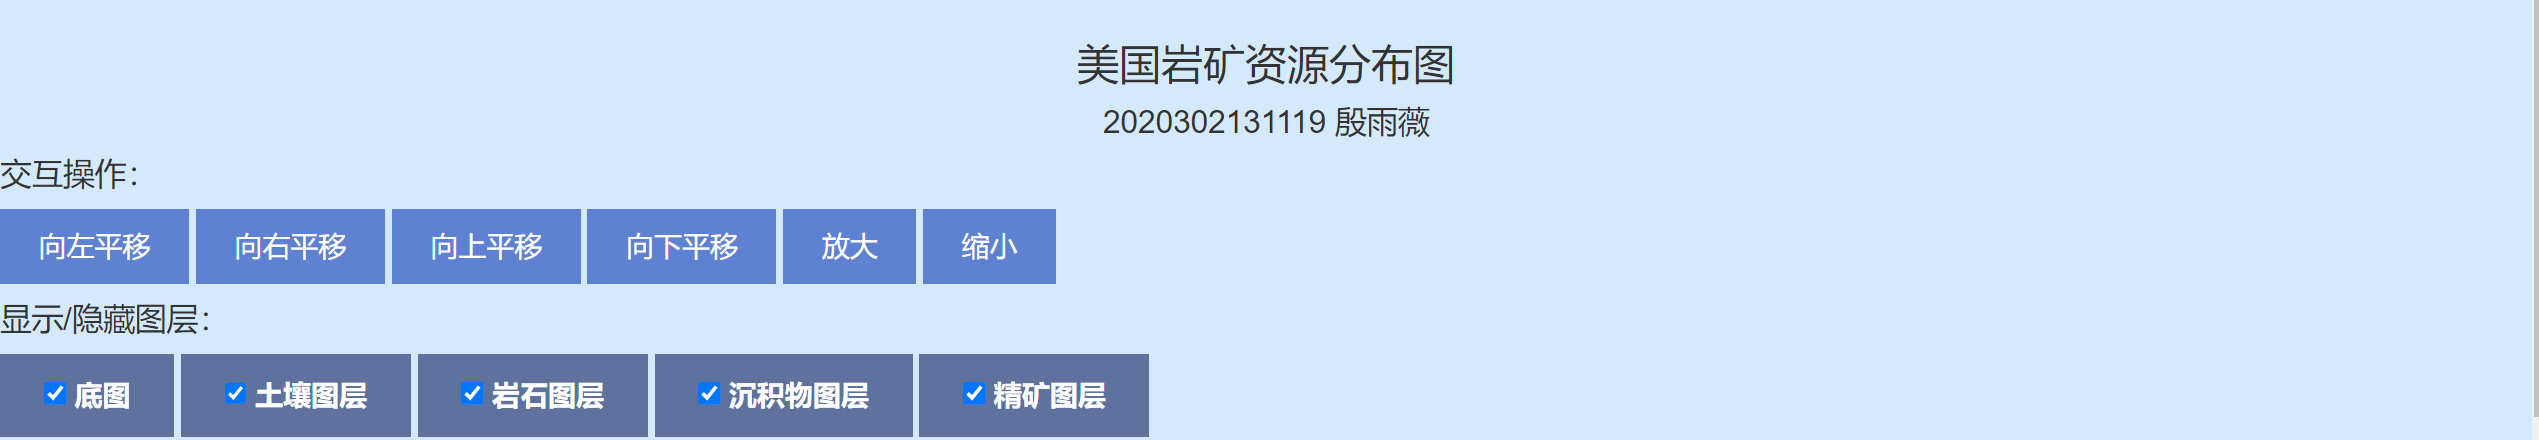 美国岩矿资源分布图
2020302131119 殷雨薇
交互操作：
向左平移 向右平移 向上平移 向下平移 放大 缩小
显示/隐藏图层：
底图 土壤图层 岩石图层 沉积物图层 精矿图层